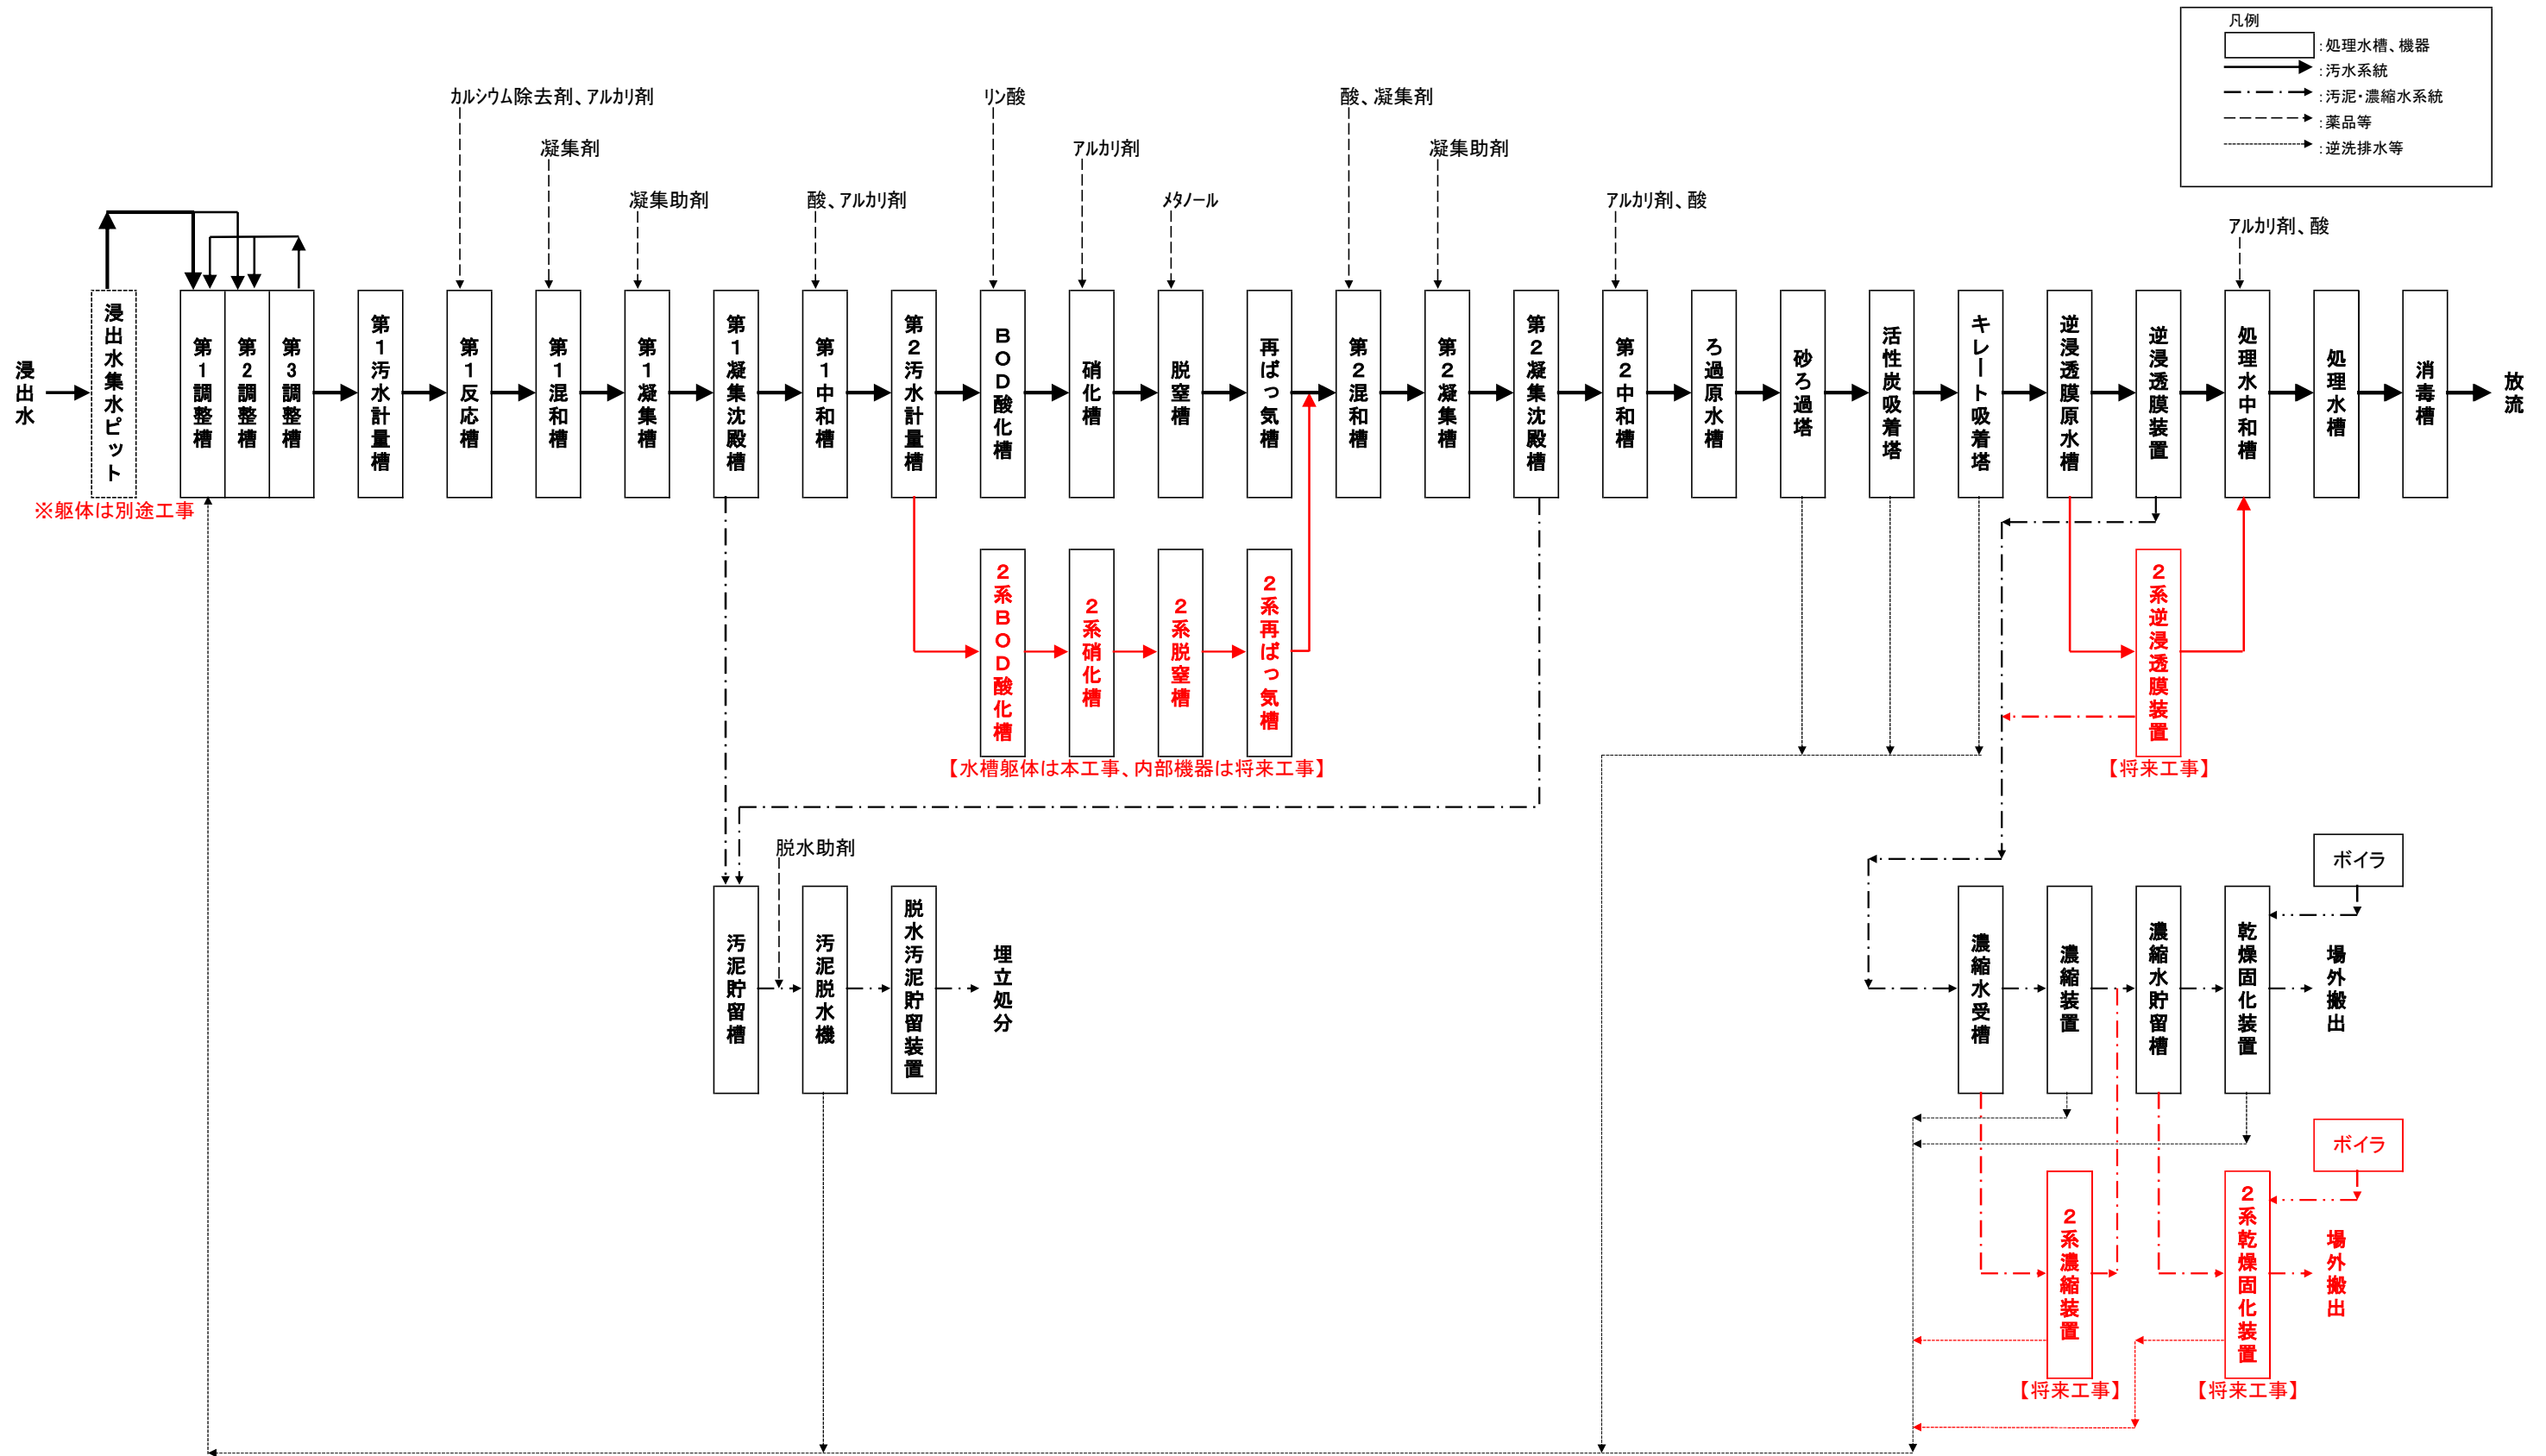 凡例
：処理水槽、機器
：汚水系統
：汚泥・濃縮水系統
：薬品等
：逆洗排水等
カルシウム除去剤、アルカリ剤
リン酸
酸、凝集剤
凝集剤
アルカリ剤
凝集助剤
凝集助剤
酸、アルカリ剤
メタノール
アルカリ剤、酸
アルカリ剤、酸
浸出水
浸出水集水ピット
第1調整槽
第2調整槽
第3調整槽
第1汚水計量槽
第1反応槽
第1混和槽
第1凝集槽
第1凝集沈殿槽
第1中和槽
第2汚水計量槽
BOD酸化槽
硝化槽
脱窒槽
再ばっ気槽
第2混和槽
第2凝集槽
第2凝集沈殿槽
第2中和槽
ろ過原水槽
砂ろ過塔
活性炭吸着塔
キレート吸着塔
逆浸透膜原水槽
逆浸透膜装置
処理水中和槽
処理水槽
消毒槽
放流
※躯体は別途工事
2系BOD酸化槽
2系硝化槽
2系脱窒槽
2系再ばっ気槽
2系逆浸透膜装置
【水槽躯体は本工事、内部機器は将来工事】
【将来工事】
脱水助剤
ボイラ
汚泥貯留槽
汚泥脱水機
脱水汚泥貯留装置
埋立処分
濃縮水受槽
濃縮装置
濃縮水貯留槽
乾燥固化装置
場外搬出
ボイラ
2系濃縮装置
2系乾燥固化装置
場外搬出
【将来工事】
【将来工事】